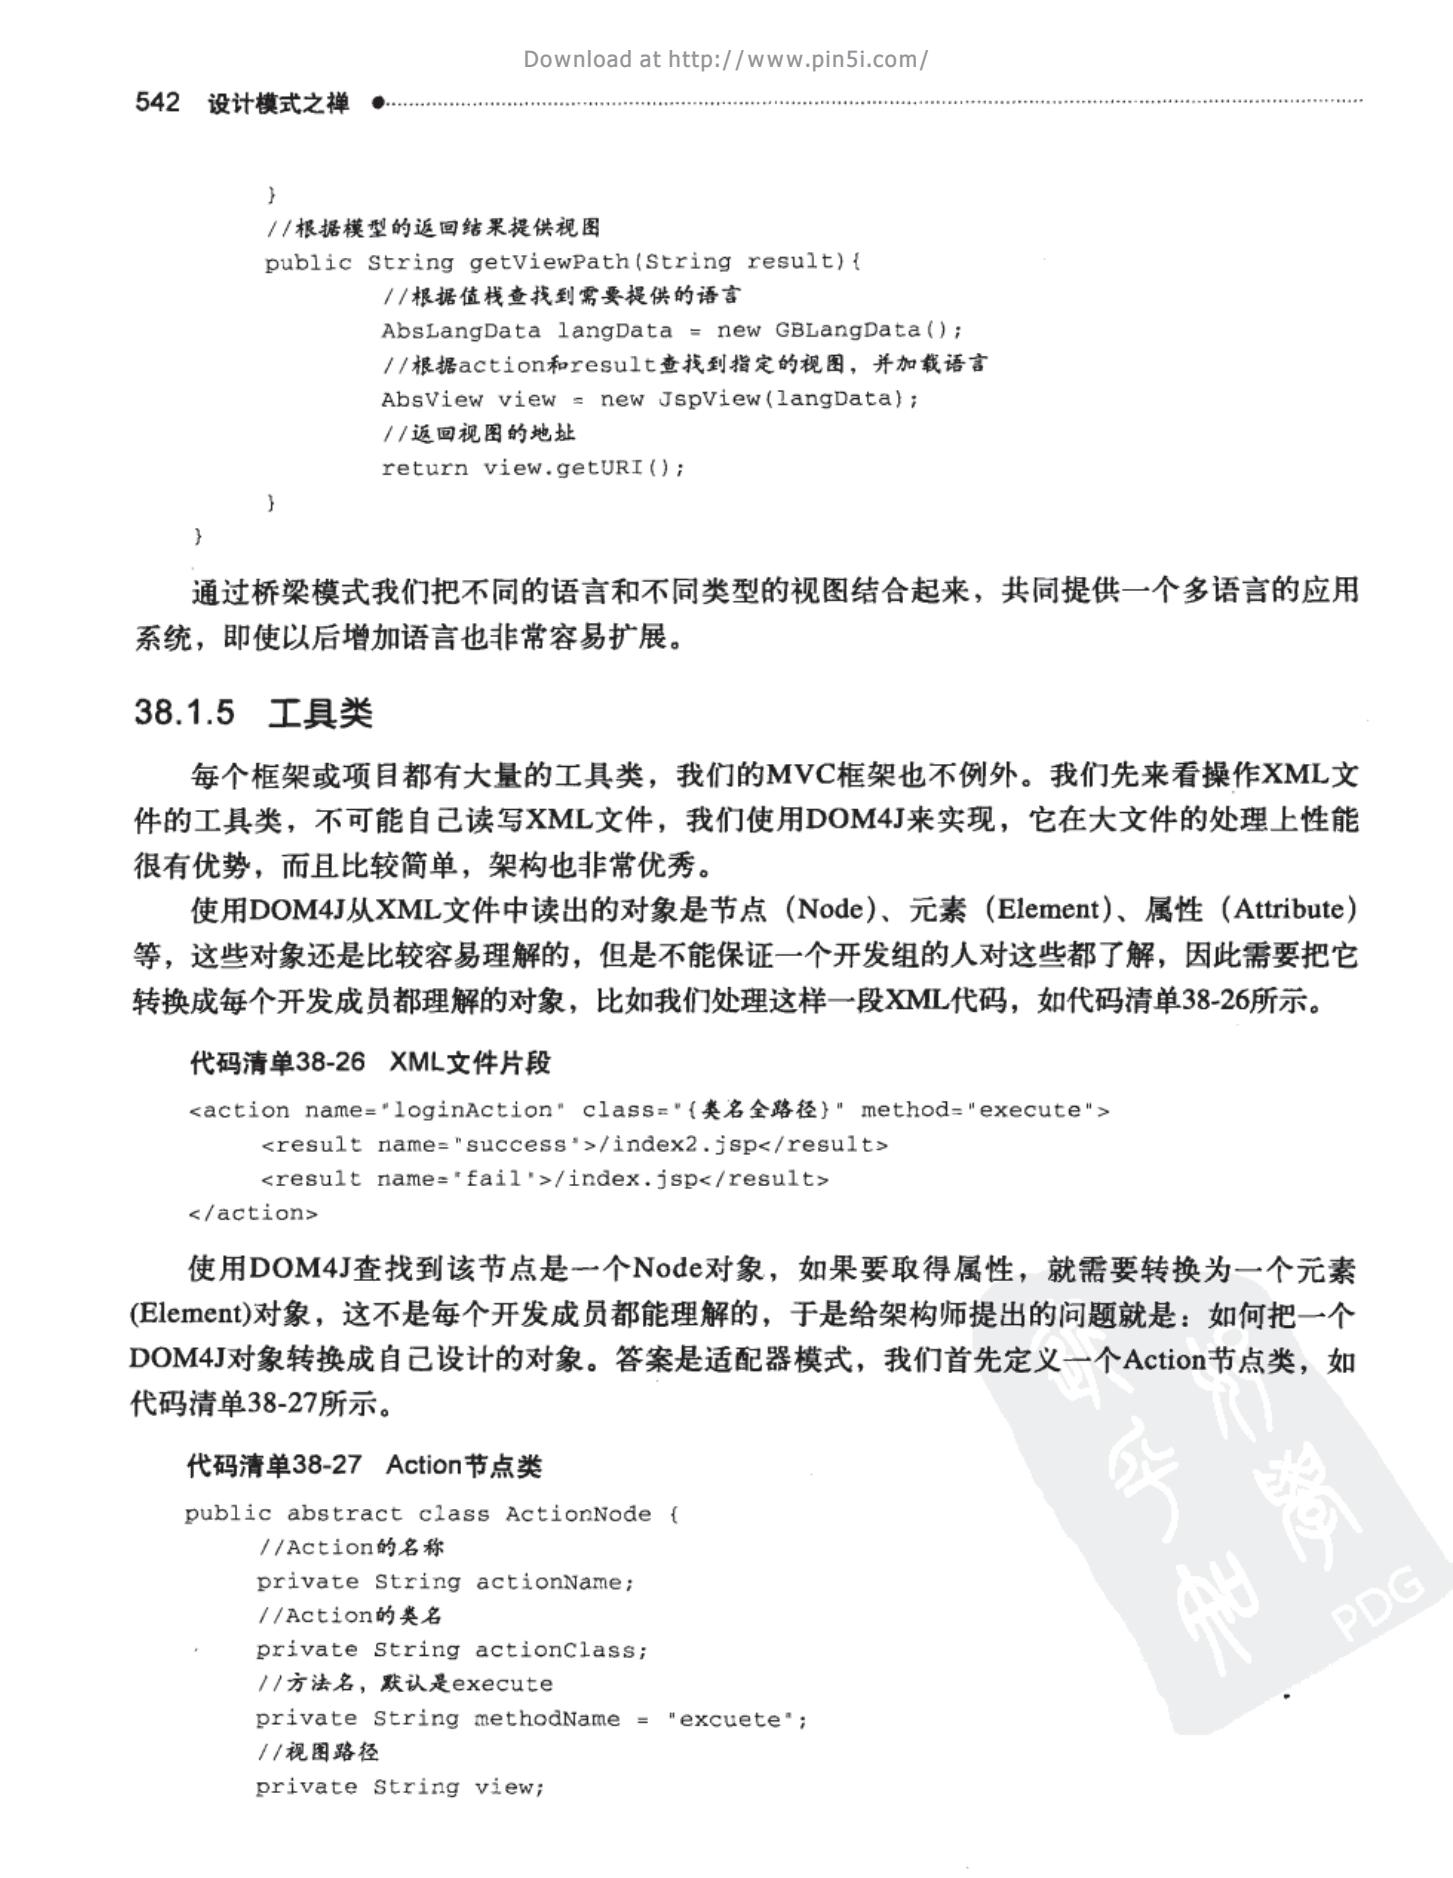 Download at http://www.pin5i.com/
542 设计模式之禅
}
//根据模型的返回结果提供视图
public String getViewPath(String result){
//根据值栈查找到需要提供的语言
AbsLangData langData = new GBLangData();
//根据action和result查找到指定的视图，并加载语言
AbsView view = new JspView(langData);
//返回视图的地址
return view.getURI();
}
}
通过桥梁模式我们把不同的语言和不同类型的视图结合起来，共同提供一个多语言的应用
系统，即使以后增加语言也非常容易扩展。
38.1.5 工具类
每个框架或项目都有大量的工具类，我们的MVC框架也不例外。我们先来看操作XML文
件的工具类，不可能自己读写XML文件，我们使用DOM4J来实现，它在大文件的处理上性能
很有优势，而且比较简单，架构也非常优秀。
使用DOM4J从XML文件中读出的对象是节点（Node）、元素（Element）、属性（Attribute）
等，这些对象还是比较容易理解的，但是不能保证一个开发组的人对这些都了解，因此需要把它
转换成每个开发成员都理解的对象，比如我们处理这样一段XML代码，如代码清单38-26所示。
代码清单38-26 XML文件片段
<action name="loginAction" class="{类名全路径}" method="execute">
<result name="success">/index2.jsp</result>
<result name="fail">/index.jsp</result>
</action>
使用DOM4J查找到该节点是一个Node对象，如果要取得属性，就需要转换为一个元素
(Element)对象，这不是每个开发成员都能理解的，于是给架构师提出的问题就是：如何把一个
DOM4J对象转换成自己设计的对象。答案是适配器模式，我们首先定义一个Action节点类，如
代码清单38-27所示。
代码清单38-27 Action节点类
public abstract class ActionNode {
//Action的名称
private String actionName;
//Action的类名
private String actionClass;
//方法名，默认是execute
private String methodName = "excuete";
//视图路径
private String view;
PDG